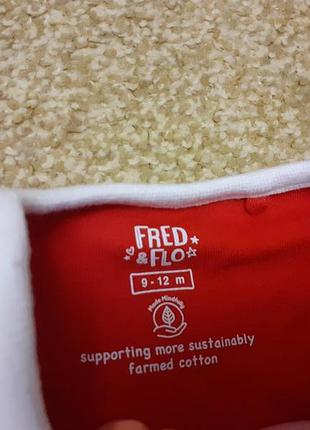 FRED
& FLO
9 - 12 m
Made Mindfully
supporting more sustainably
farmed cotton